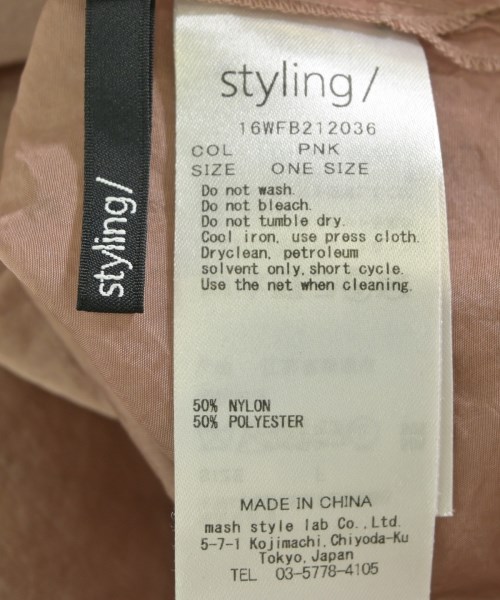 styling/
styling/
16WFB212036
COL PNK
SIZE ONE SIZE
Do not wash.
Do not bleach.
Do not tumble dry.
Cool iron, use press cloth.
Dryclean, petroleum
solvent only, short cycle.
Use the net when cleaning.
50% NYLON
50% POLYESTER
MADE IN CHINA
mash style lab Co., Ltd.
5-7-1 Kojimachi, Chiyoda-Ku
Tokyo, Japan
TEL 03-5778-4105